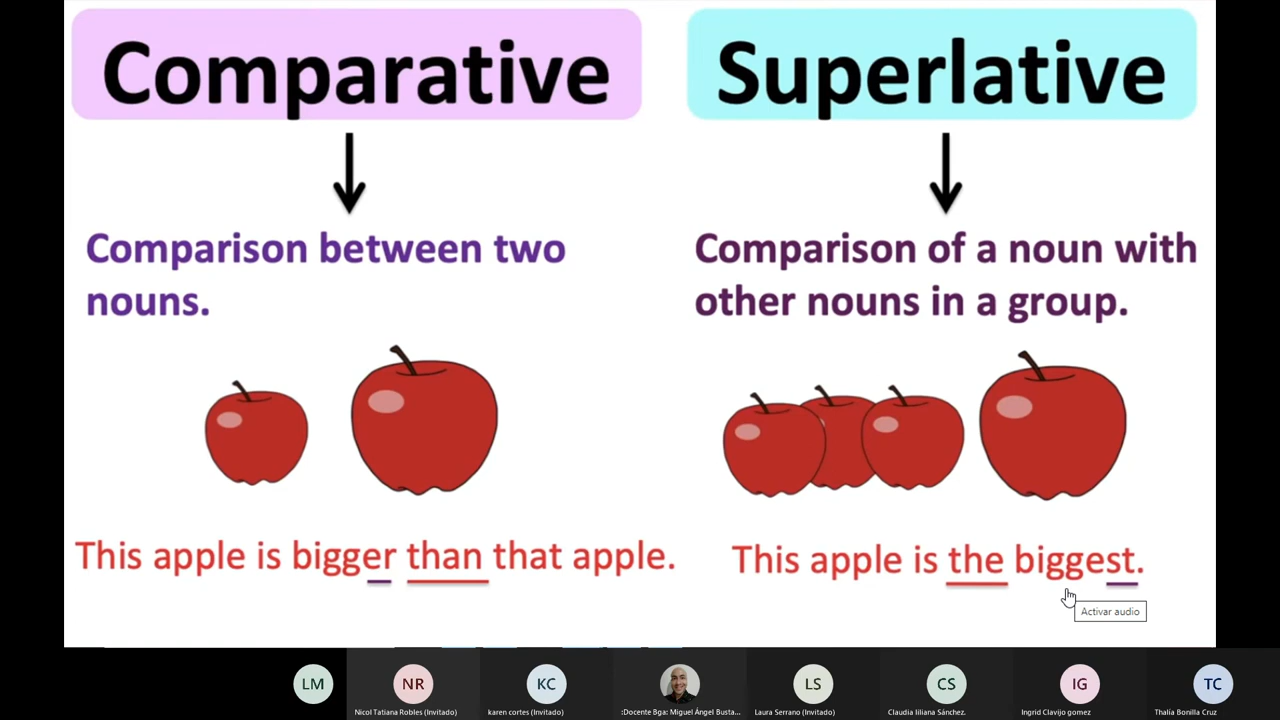 Comparative
Superlative
Comparison between two
nouns.
Comparison of a noun with
other nouns in a group.
This apple is bigger than that apple.
This apple is the biggest.
Activar audio
LM
NR
KC
LS
CS
IG
TC
Nicol Tatiana Robles (Invitado)
karen cortes (Invitado)
:Docente Bga: Miguel Ángel Busta...
Laura Serrano (Invitado)
Claudia liliana Sánchez.
Ingrid Clavijo gomez
Thalía Bonilla Cruz